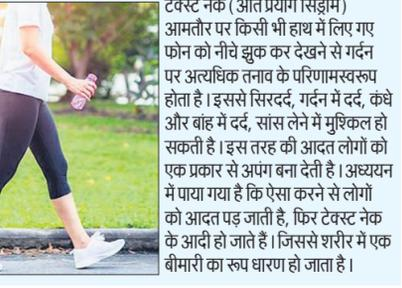 टेक्स्ट नेक ( अति प्रयोग सिंड्रोम )
आमतौर पर किसी भी हाथ में लिए गए
फोन को नीचे झुक कर देखने से गर्दन
पर अत्यधिक तनाव के परिणामस्वरूप
होता है । इससे सिरदर्द, गर्दन में दर्द, कंधे
और बांह में दर्द, सांस लेने में मुश्किल हो
सकती है । इस तरह की आदत लोगों को
एक प्रकार से अपंग बना देती है । अध्ययन
में पाया गया है कि ऐसा करने से लोगों
को आदत पड़ जाती है, फिर टेक्स्ट नेक
के आदी हो जाते हैं । जिससे शरीर में एक
बीमारी का रूप धारण हो जाता है ।